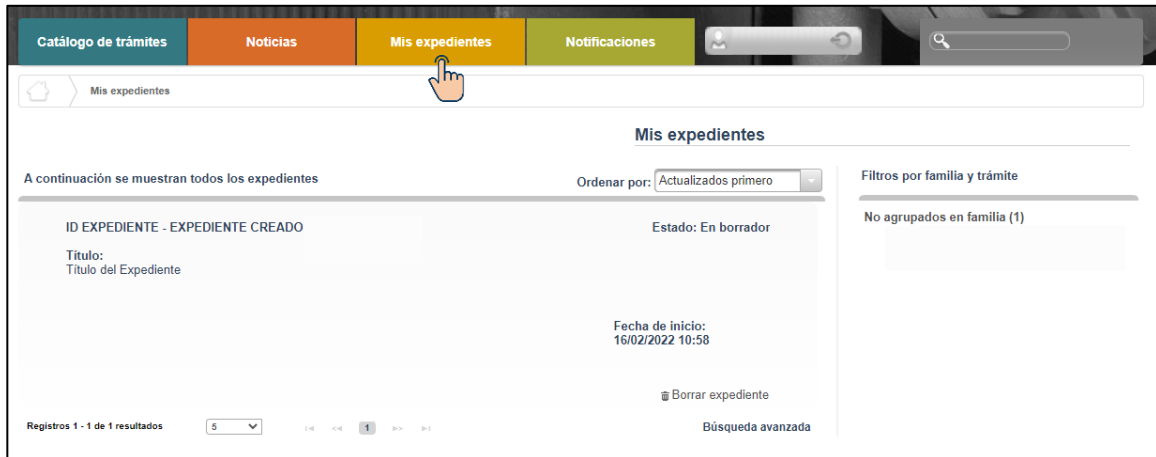 Catálogo de trámites
Noticias
Mis expedientes
Notificaciones
Mis expedientes
Mis expedientes
A continuación se muestran todos los expedientes
Ordenar por: Actualizados primero
Filtros por familia y trámite
ID EXPEDIENTE - EXPEDIENTE CREADO
Estado: En borrador
No agrupados en familia (1)
Título:
Título del Expediente
Fecha de inicio:
16/02/2022 10:58
Borrar expediente
Registros 1 - 1 de 1 resultados
5
1
Búsqueda avanzada